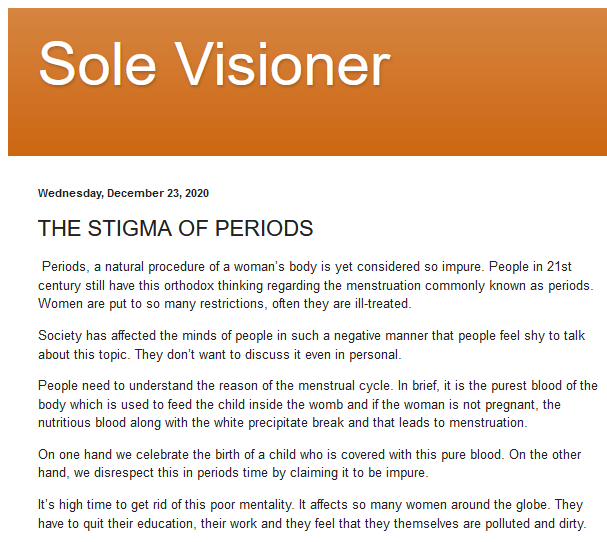 Sole Visioner
Wednesday, December 23, 2020
THE STIGMA OF PERIODS
Periods, a natural procedure of a woman's body is yet considered so impure. People in 21st
century still have this orthodox thinking regarding the menstruation commonly known as periods.
Women are put to so many restrictions, often they are ill-treated.
Society has affected the minds of people in such a negative manner that people feel shy to talk
about this topic. They don't want to discuss it even in personal.
People need to understand the reason of the menstrual cycle. In brief, it is the purest blood of the
body which is used to feed the child inside the womb and if the woman is not pregnant, the
nutritious blood along with the white precipitate break and that leads to menstruation.
On one hand we celebrate the birth of a child who is covered with this pure blood. On the other
hand, we disrespect this in periods time by claiming it to be impure.
It's high time to get rid of this poor mentality. It affects so many women around the globe. They
have to quit their education, their work and they feel that they themselves are polluted and dirty.